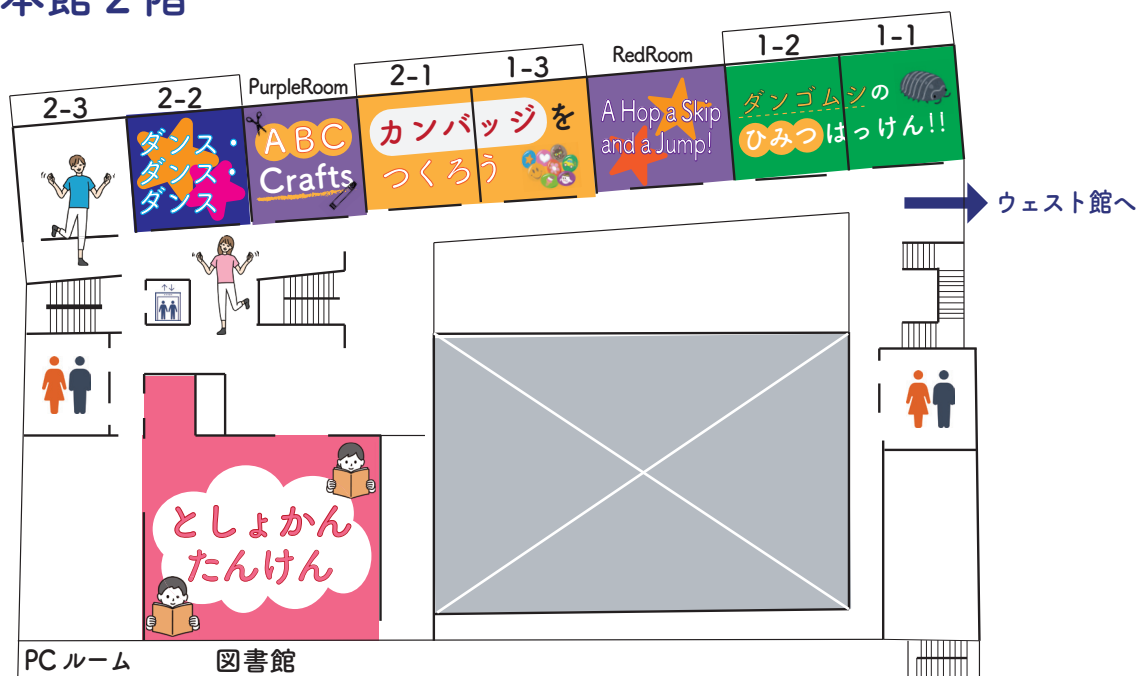 本館2階
2-3
2-2
PurpleRoom
2-1
1-3
RedRoom
1-2
1-1
ダンス・
ダンス・
ダンス
ABC
Crafts
カンバッジを
つくろう
A Hop a Skip
and a Jump!
ダンゴムシの
ひみつはっけん!!
ウェスト館へ
↑↓
としょかん
たんけん
PCルーム
図書館